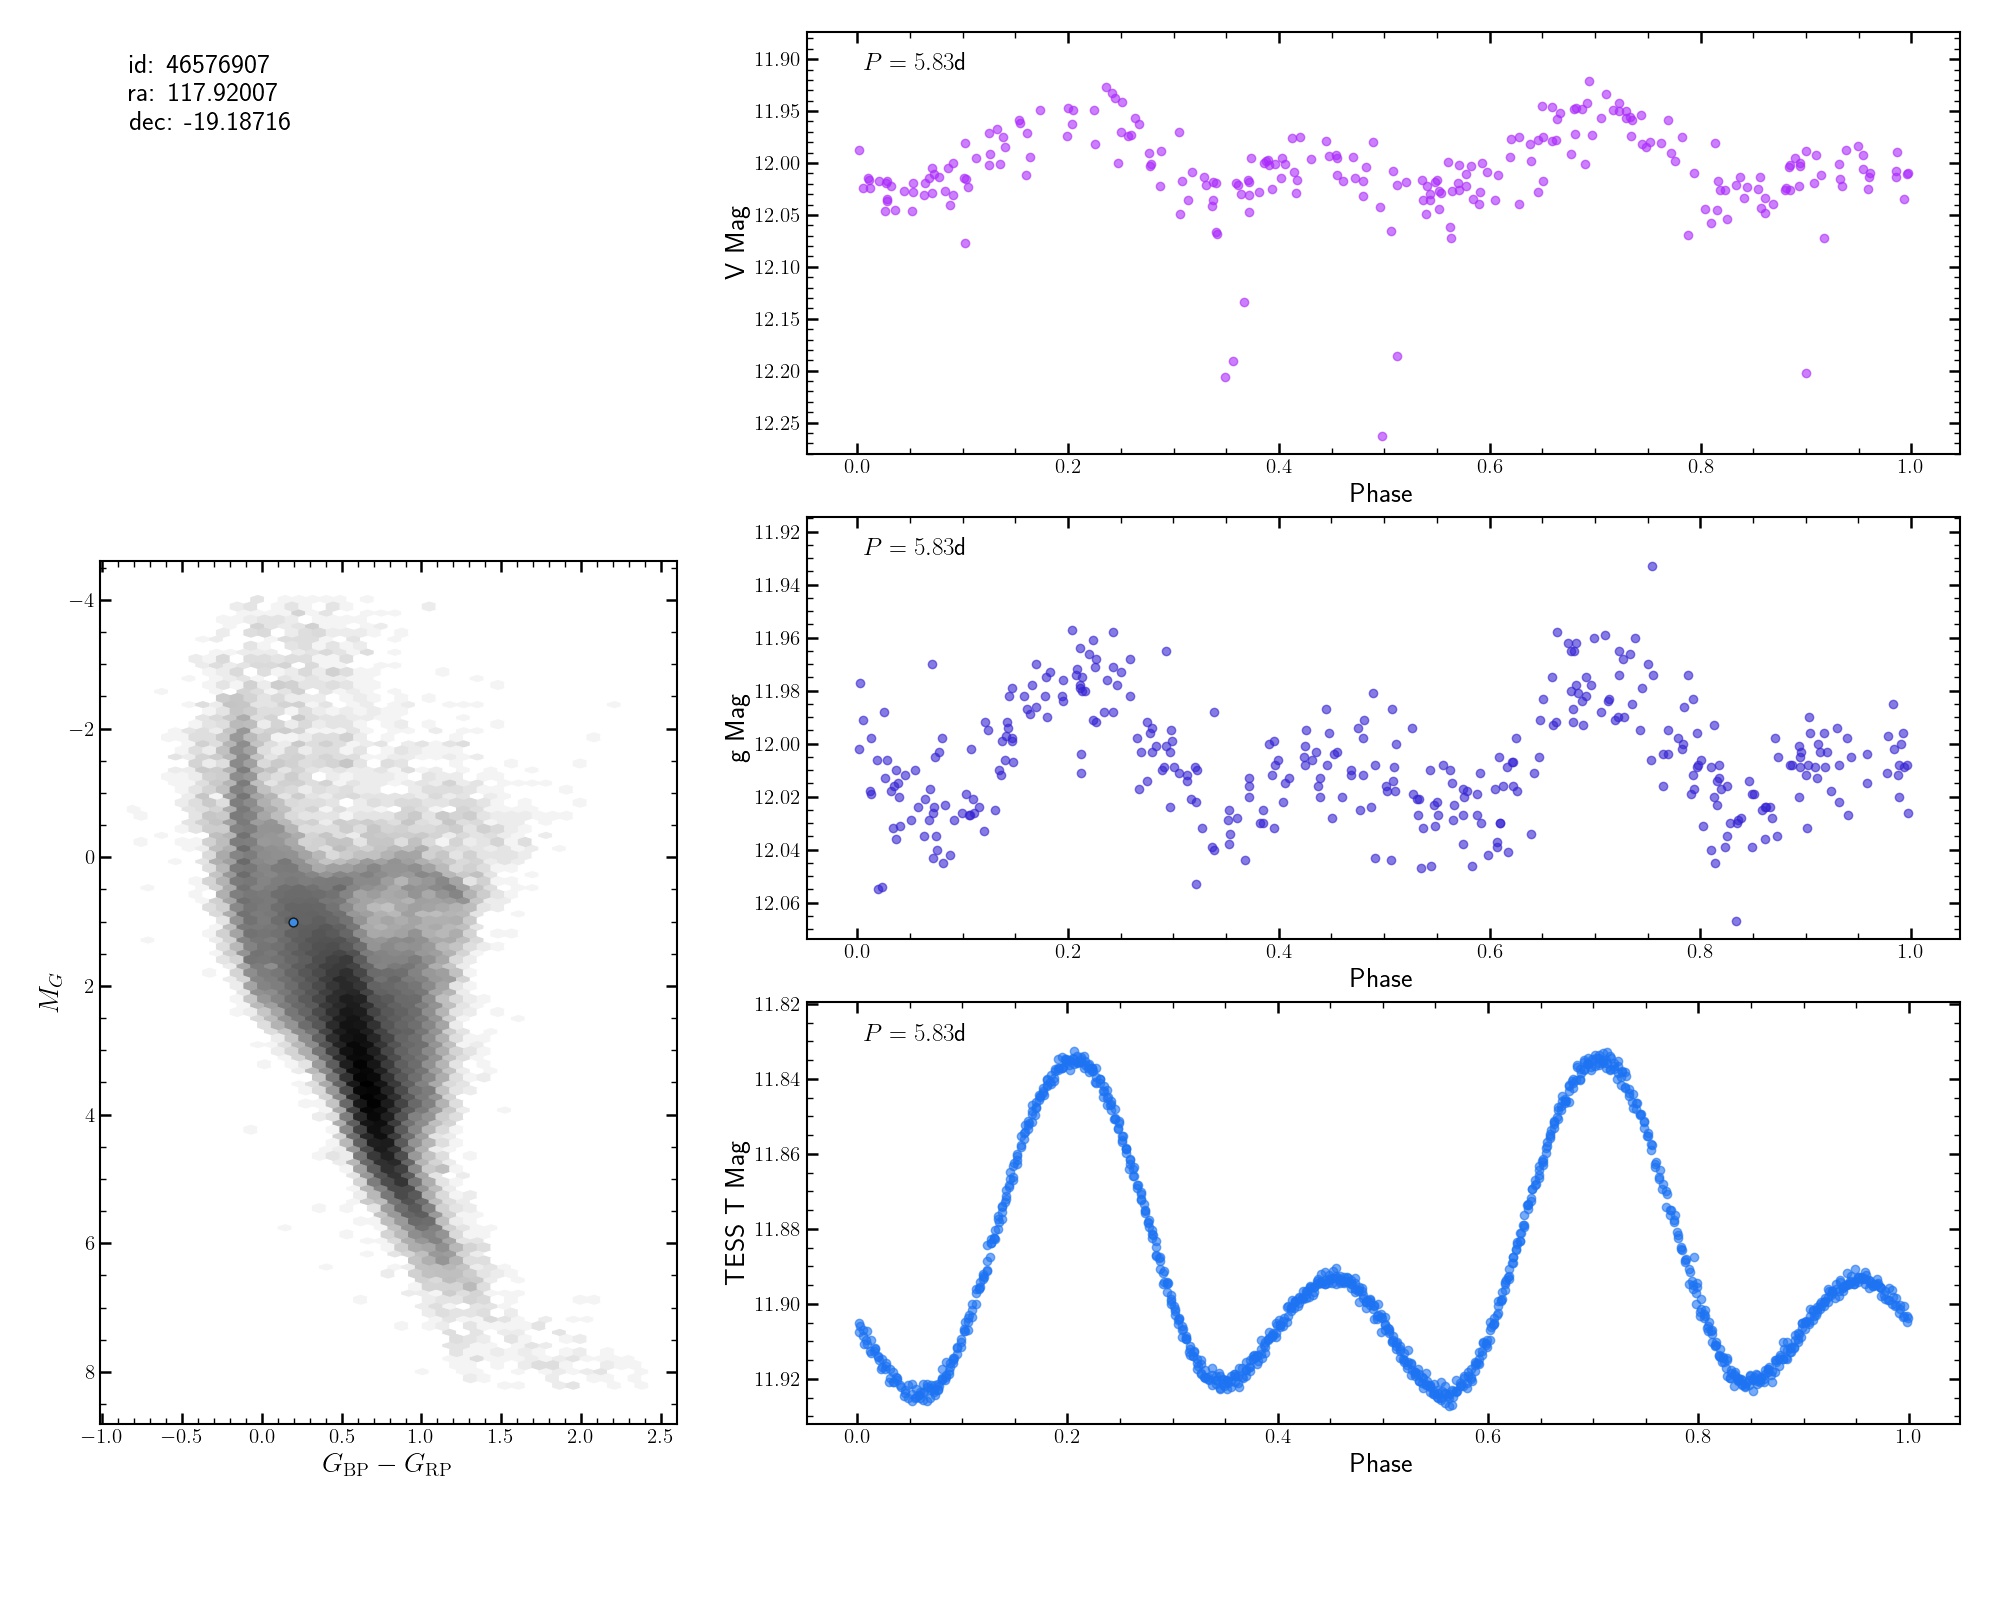 id: 46576907
ra: 117.92007
dec: -19.18716
P = 5.83d
11.90
11.95
12.00
12.05
12.10
12.15
12.20
12.25
V Mag
0.0 0.2 0.4 0.6 0.8 1.0
Phase
P = 5.83d
11.92
11.94
11.96
11.98
12.00
12.02
12.04
12.06
g Mag
0.0 0.2 0.4 0.6 0.8 1.0
Phase
P = 5.83d
11.82
11.84
11.86
11.88
11.90
11.92
TESS T Mag
0.0 0.2 0.4 0.6 0.8 1.0
Phase
−4
−2
0
2
4
6
8
M_G
−1.0 −0.5 0.0 0.5 1.0 1.5 2.0 2.5
G_BP − G_RP